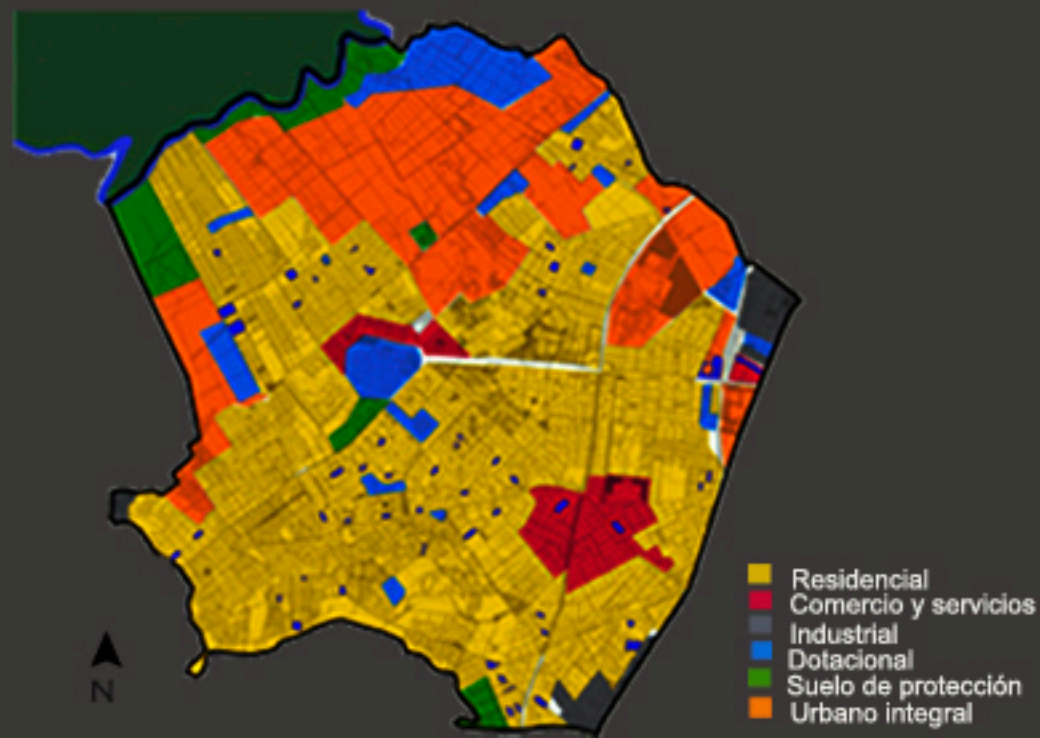 Residencial
Comercio y servicios
Industrial
Dotacional
Suelo de protección
Urbano integral
N